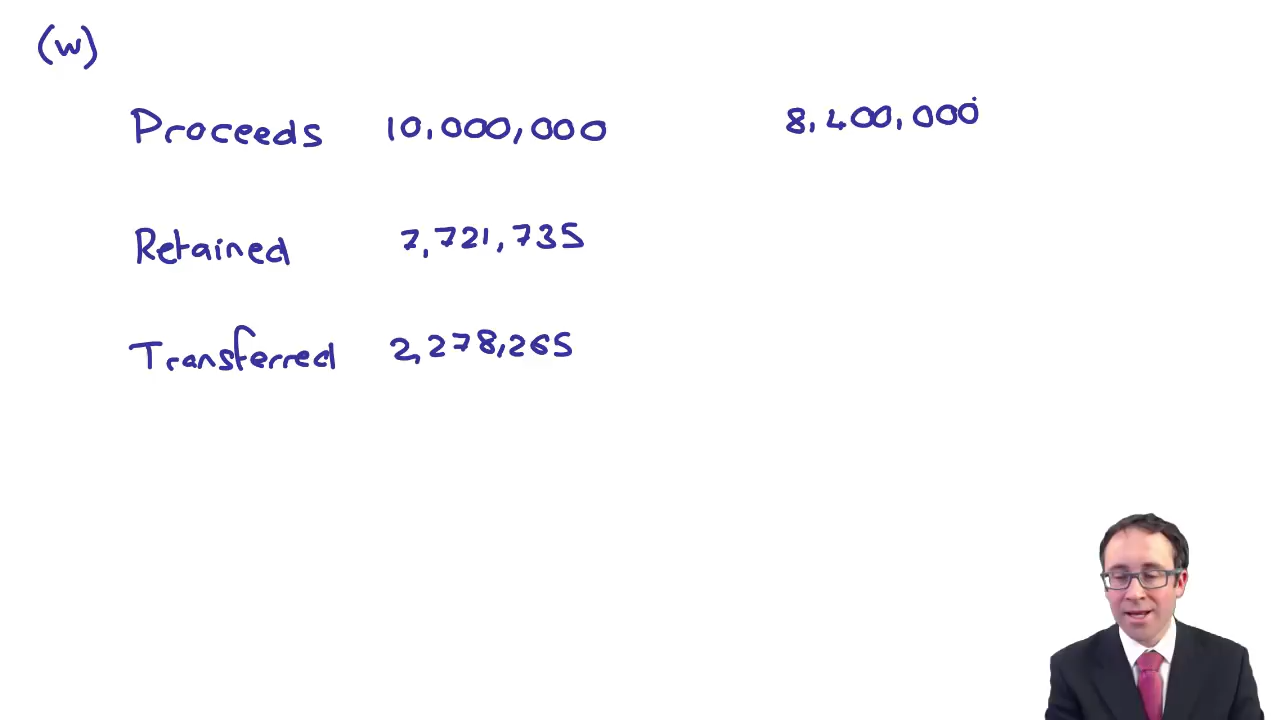 (w)
Proceeds 10,000,000 8,400,000
Retained 7,721,735
Transferred 2,278,265